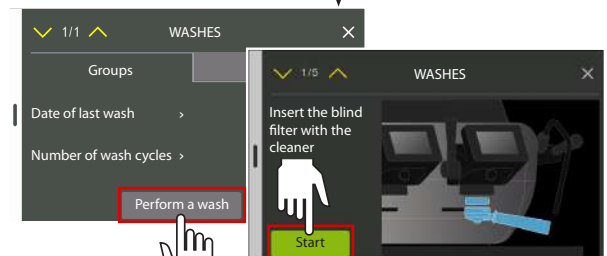 1/1 WASHES
Groups
Date of last wash
Number of wash cycles
Perform a wash
1/5 WASHES
Insert the blind
filter with the
cleaner
Start